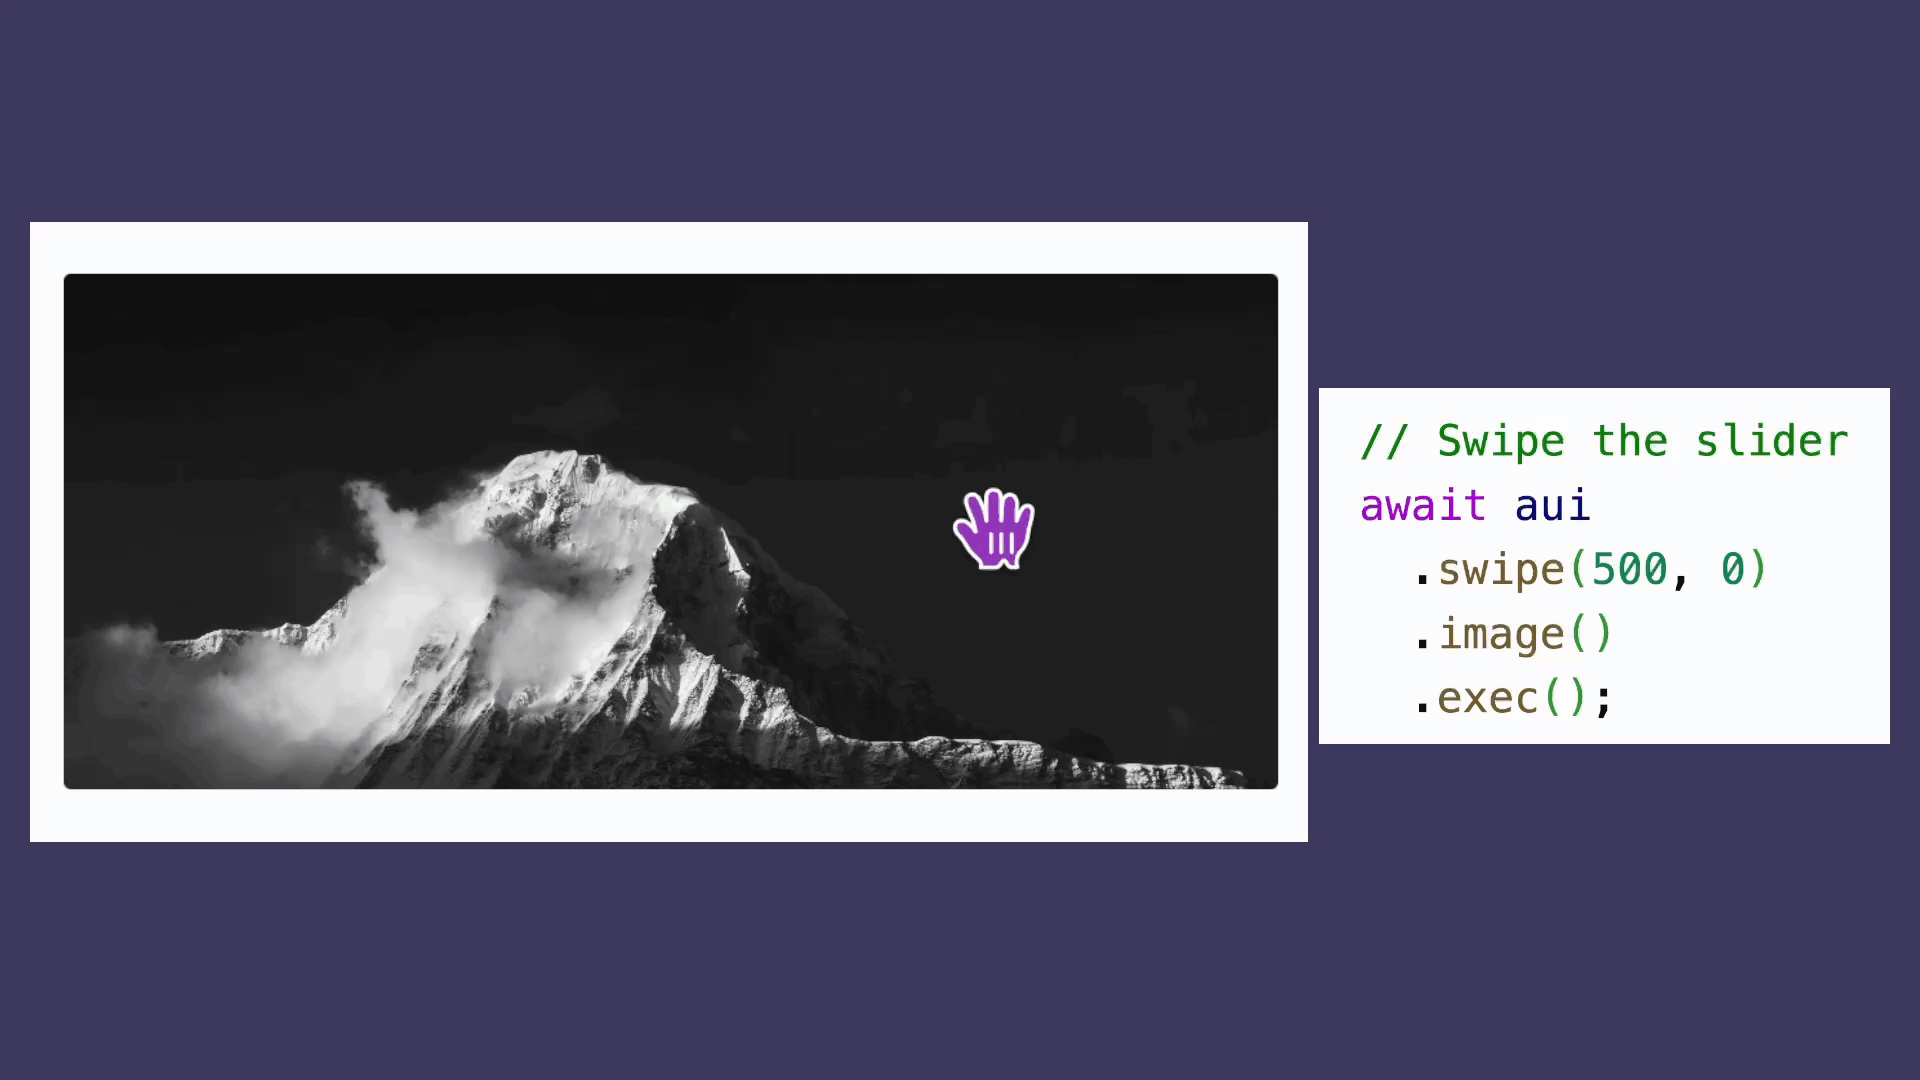 // Swipe the slider
await aui
.swipe(500, 0)
.image()
.exec();